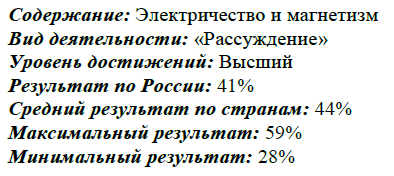 Содержание: Электричество и магнетизм
Вид деятельности: «Рассуждение»
Уровень достижений: Высший
Результат по России: 41%
Средний результат по странам: 44%
Максимальный результат: 59%
Минимальный результат: 28%